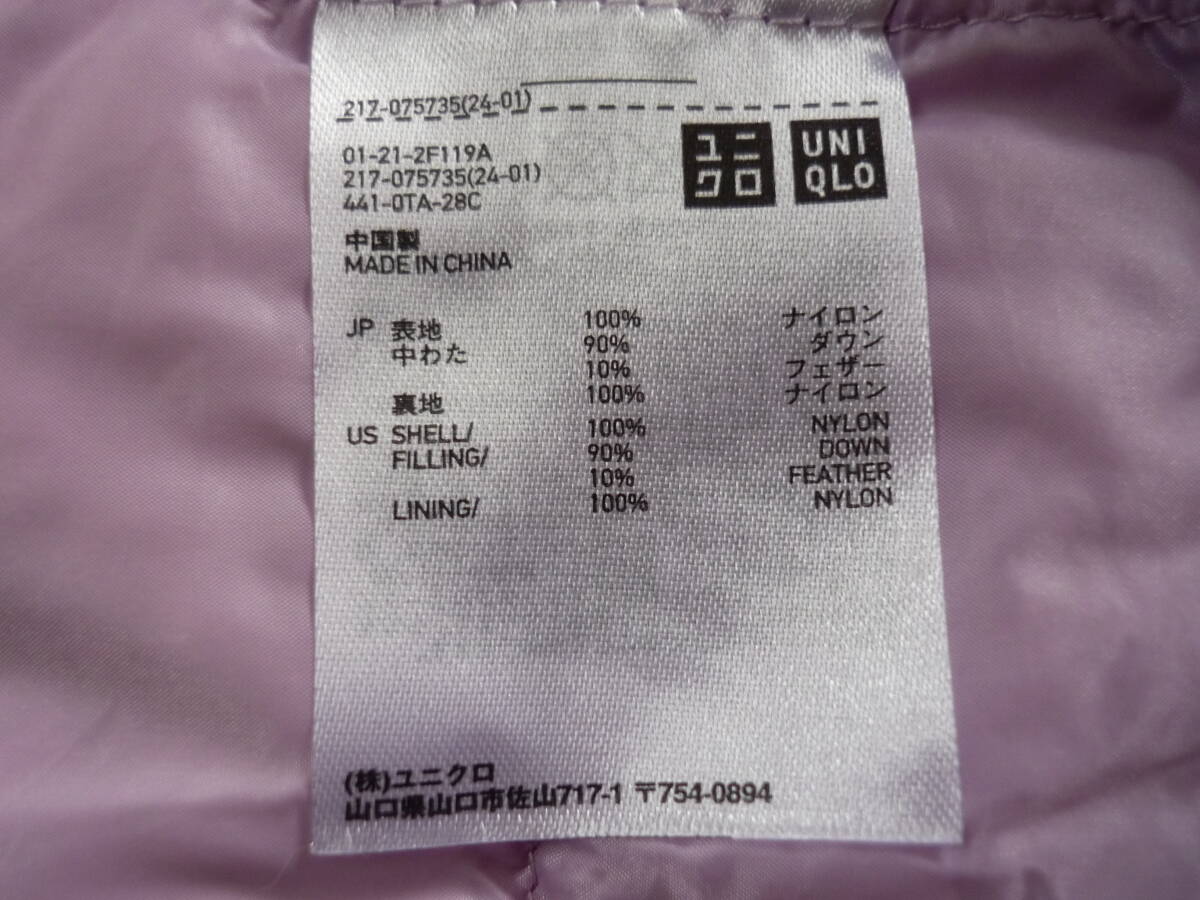 217-075735(24-01)
01-21-2F119A
217-075735(24-01)
441-0TA-28C
ユニ
クロ
UNI
QLO
中国製
MADE IN CHINA
JP 表地 100% ナイロン
中わた 90% ダウン
10% フェザー
裏地 100% ナイロン
US SHELL/ 100% NYLON
FILLING/ 90% DOWN
10% FEATHER
LINING/ 100% NYLON
(株)ユニクロ
山口県山口市佐山717-1 〒754-0894